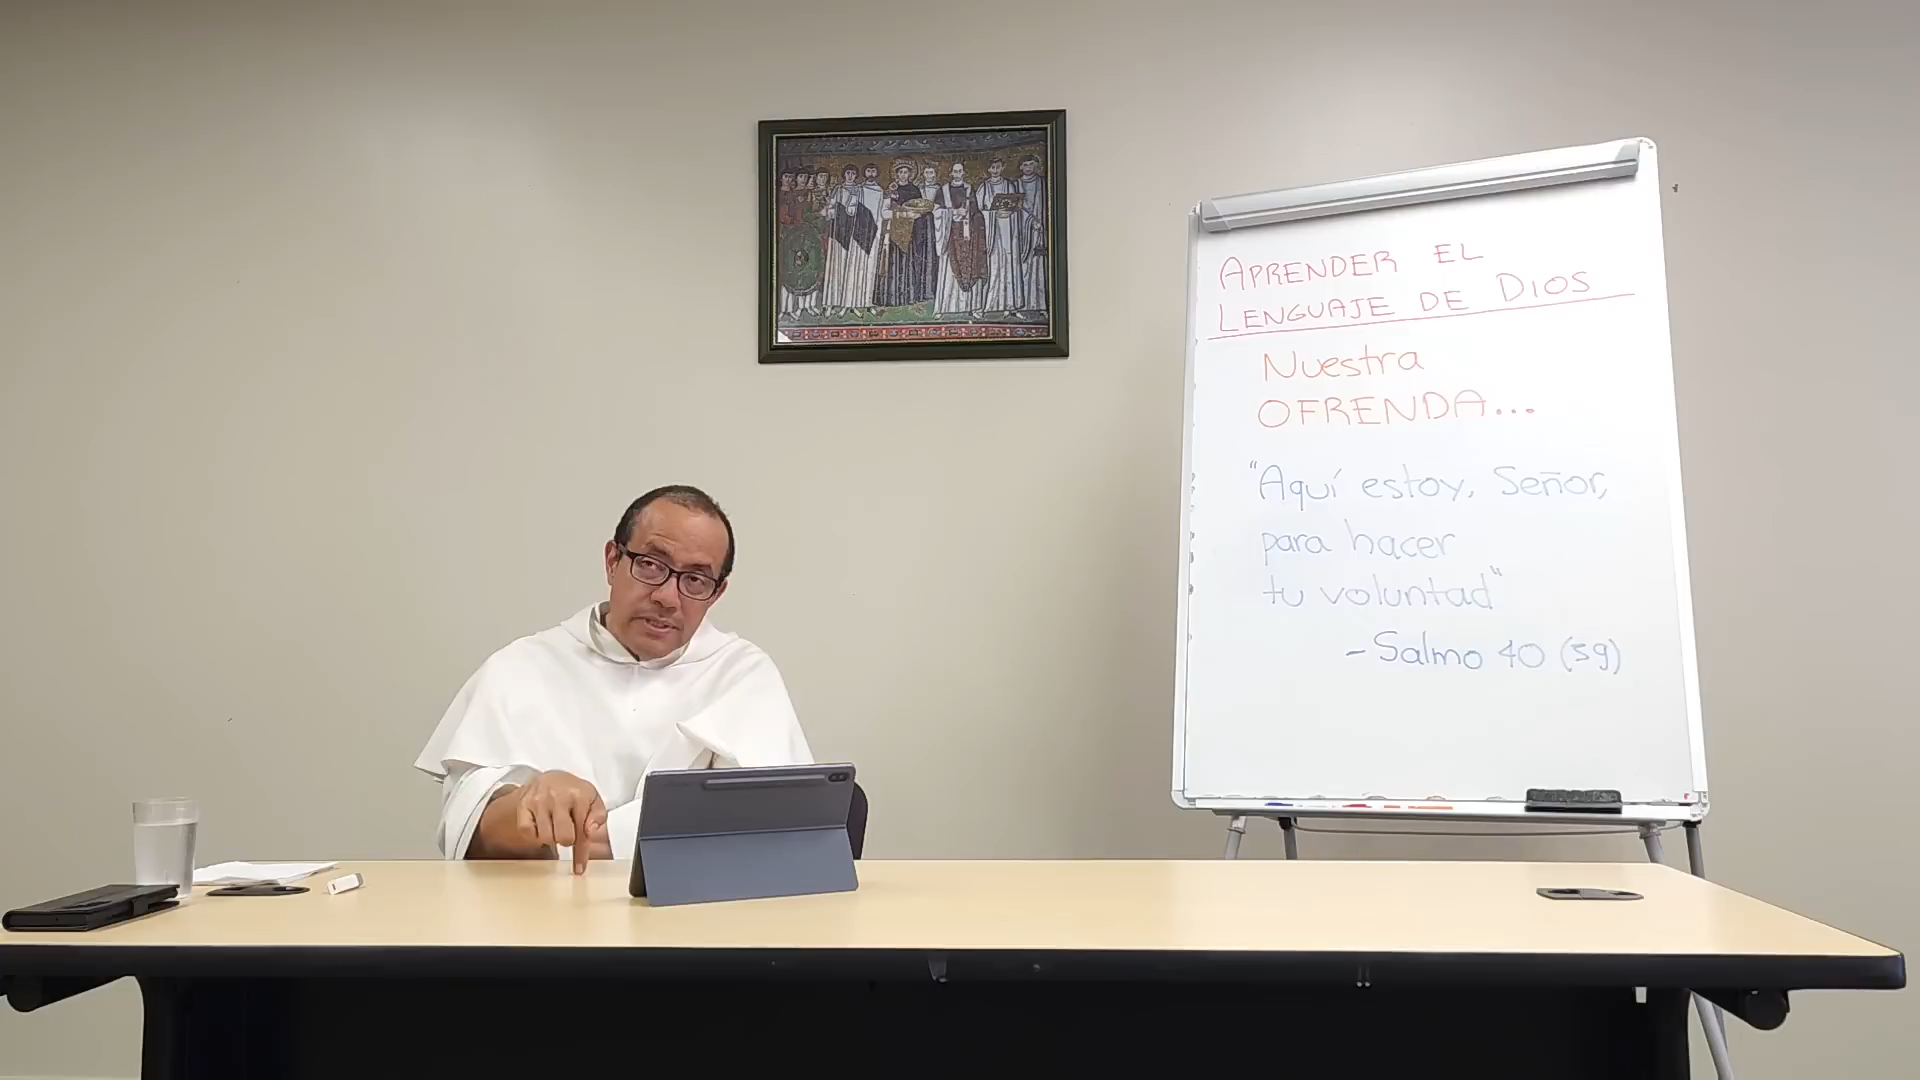 APRENDER EL
LENGUAJE DE DIOS
Nuestra
OFRENDA...
"Aquí estoy, Señor,
para hacer
tu voluntad"
- Salmo 40 (39)